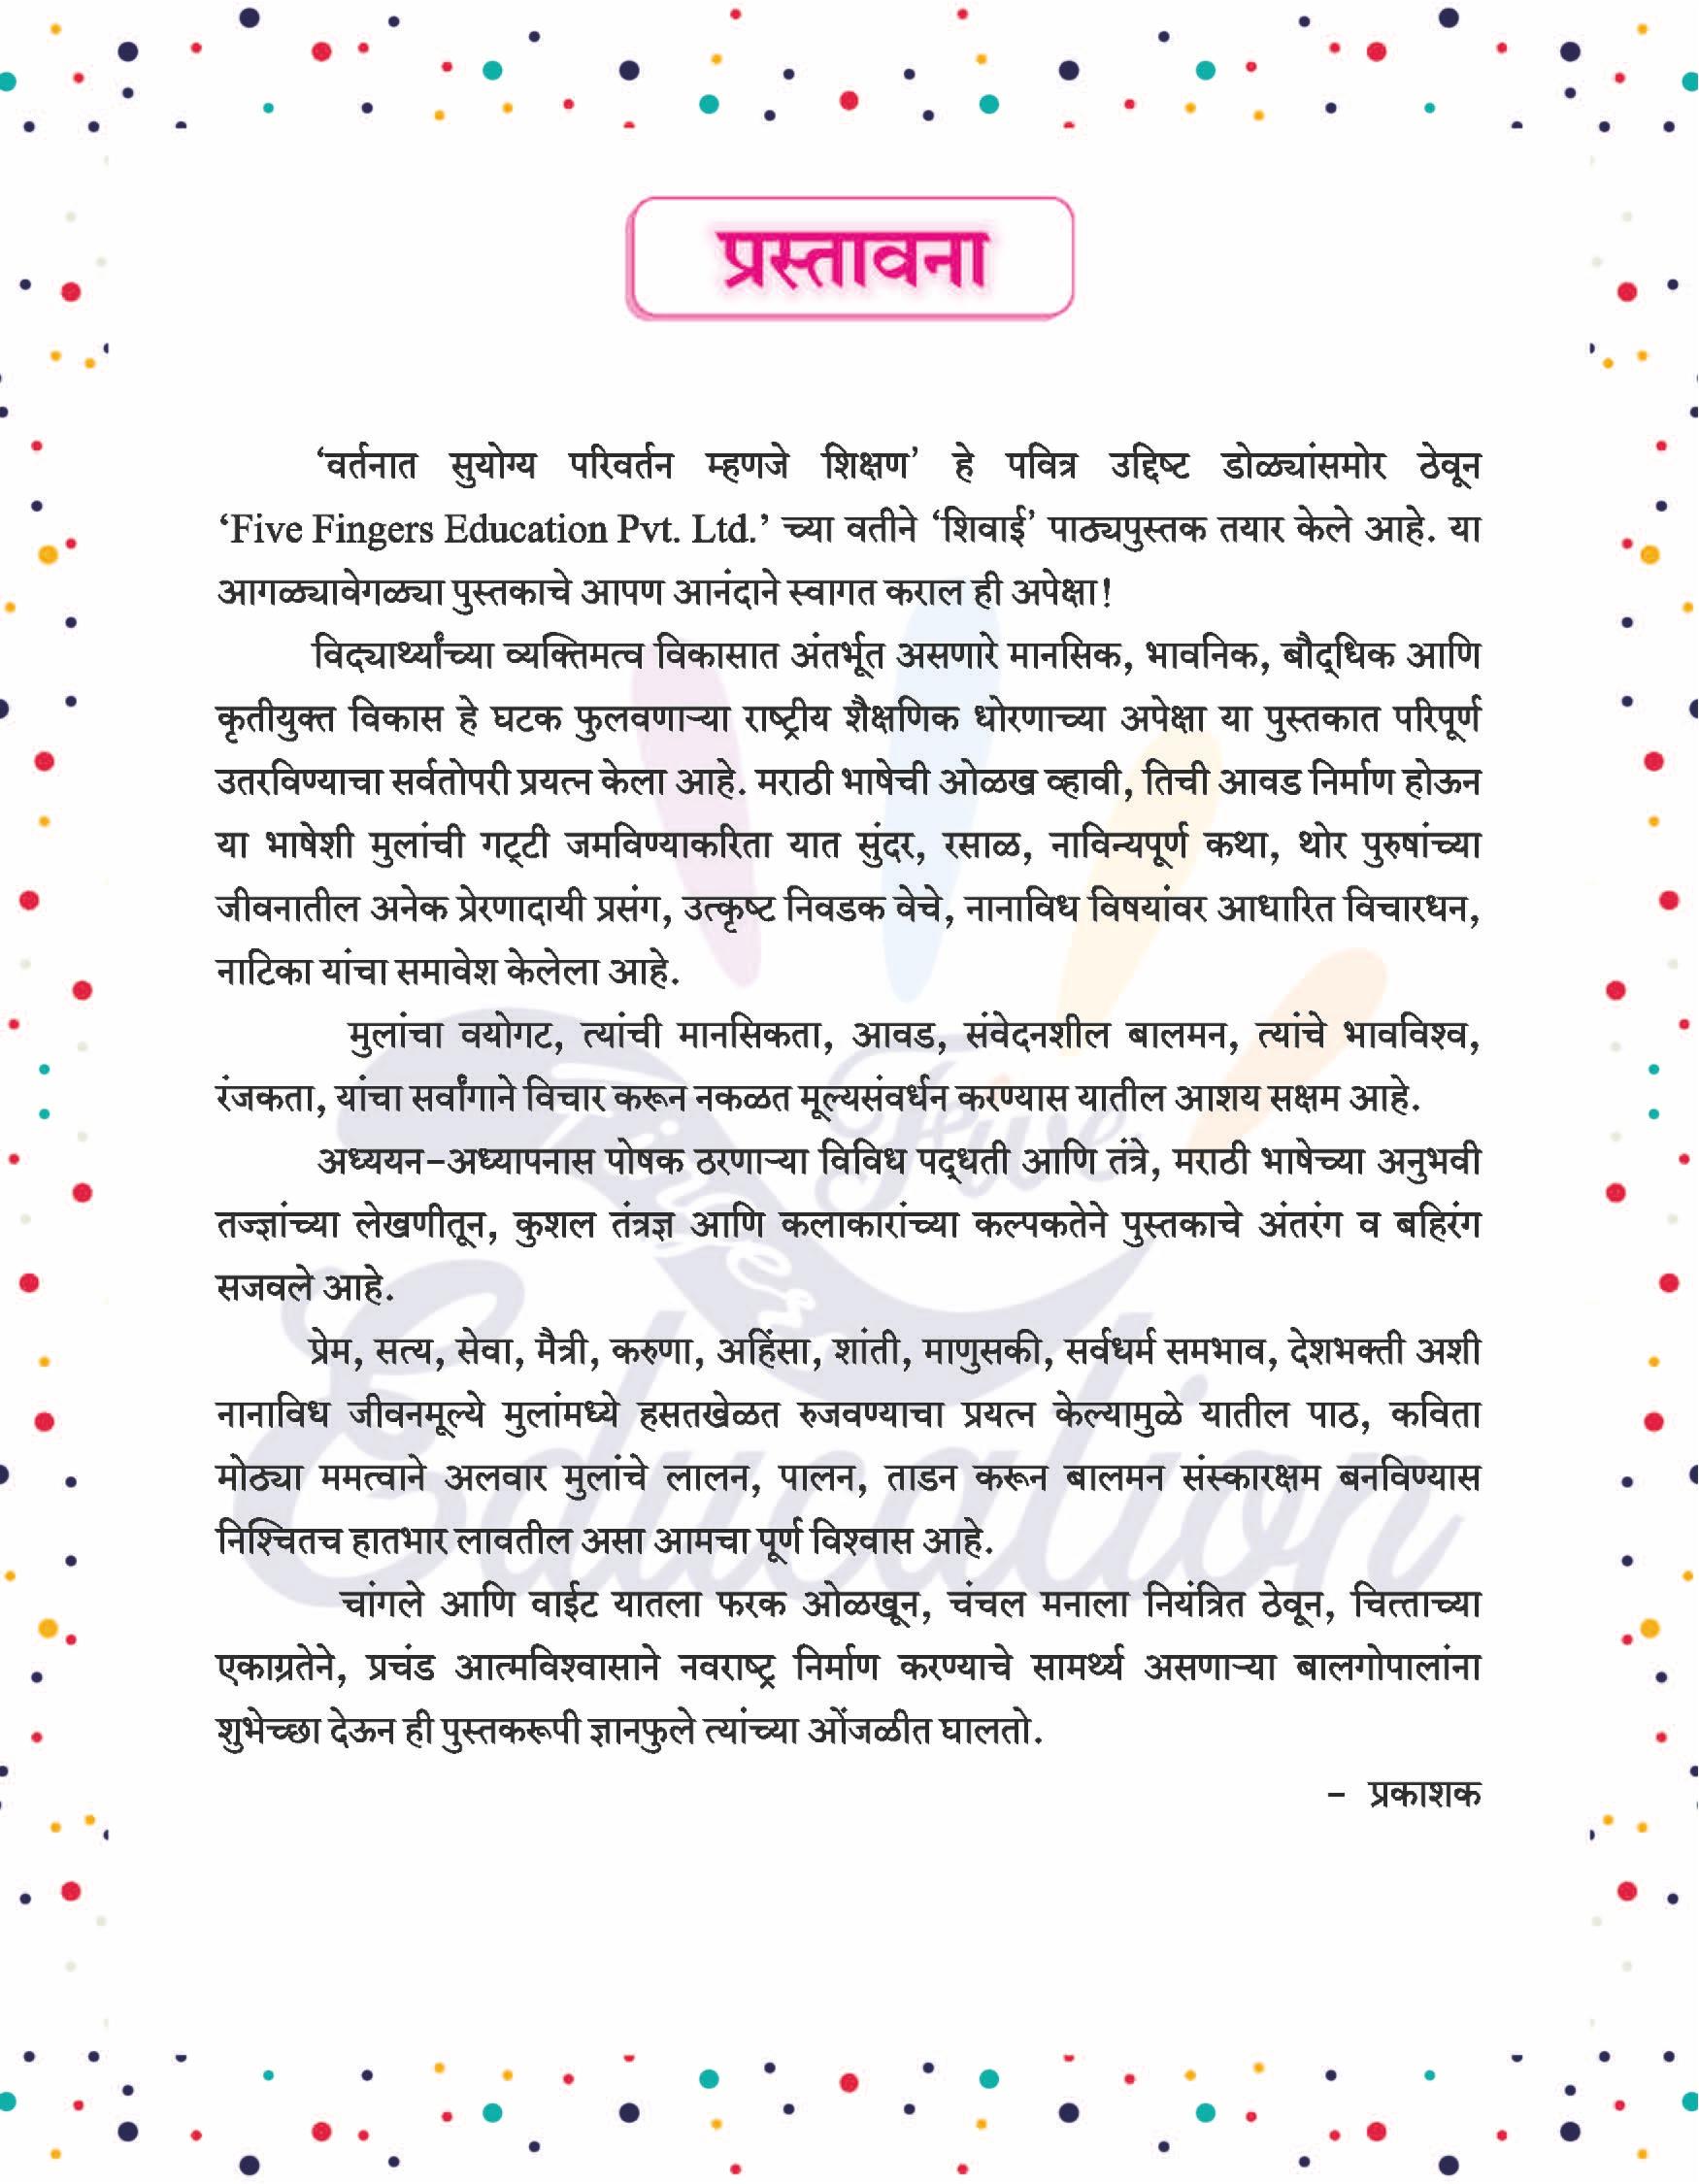 प्रस्तावना
‘वर्तनात सुयोग्य परिवर्तन म्हणजे शिक्षण’ हे पवित्र उद्दिष्ट डोळ्यांसमोर ठेवून
‘Five Fingers Education Pvt. Ltd.’ च्या वतीने ‘शिवाई’ पाठ्यपुस्तक तयार केले आहे. या
आगळ्यावेगळ्या पुस्तकाचे आपण आनंदाने स्वागत कराल ही अपेक्षा!
विद्यार्थ्यांच्या व्यक्तिमत्व विकासात अंतर्भूत असणारे मानसिक, भावनिक, बौद्‌धिक आणि
कृतीयुक्त विकास हे घटक फुलवणाऱ्या राष्ट्रीय शैक्षणिक धोरणाच्या अपेक्षा या पुस्तकात परिपूर्ण
उतरविण्याचा सर्वतोपरी प्रयत्न केला आहे. मराठी भाषेची ओळख व्हावी, तिची आवड निर्माण होऊन
या भाषेशी मुलांची गट्‌टी जमविण्याकरिता यात सुंदर, रसाळ, नाविन्यपूर्ण कथा, थोर पुरुषांच्या
जीवनातील अनेक प्रेरणादायी प्रसंग, उत्कृष्ट निवडक वेचे, नानाविध विषयांवर आधारित विचारधन,
नाटिका यांचा समावेश केलेला आहे.
मुलांचा वयोगट, त्यांची मानसिकता, आवड, संवेदनशील बालमन, त्यांचे भावविश्व,
रंजकता, यांचा सर्वांगाने विचार करून नकळत मूल्यसंवर्धन करण्यास यातील आशय सक्षम आहे.
अध्ययन-अध्यापनास पोषक ठरणाऱ्या विविध पद्‌धती आणि तंत्रे, मराठी भाषेच्या अनुभवी
तज्ज्ञांच्या लेखणीतून, कुशल तंत्रज्ञ आणि कलाकारांच्या कल्पकतेने पुस्तकाचे अंतरंग व बहिरंग
सजवले आहे.
प्रेम, सत्य, सेवा, मैत्री, करुणा, अहिंसा, शांती, माणुसकी, सर्वधर्म समभाव, देशभक्ती अशी
नानाविध जीवनमूल्ये मुलांमध्ये हसतखेळत रुजवण्याचा प्रयत्न केल्यामुळे यातील पाठ, कविता
मोठ्या ममत्वाने अलवार मुलांचे लालन, पालन, ताडन करून बालमन संस्कारक्षम बनविण्यास
निश्चितच हातभार लावतील असा आमचा पूर्ण विश्वास आहे.
चांगले आणि वाईट यातला फरक ओळखून, चंचल मनाला नियंत्रित ठेवून, चित्ताच्या
एकाग्रतेने, प्रचंड आत्मविश्वासाने नवराष्ट्र निर्माण करण्याचे सामर्थ्य असणाऱ्या बालगोपालांना
शुभेच्छा देऊन ही पुस्तकरूपी ज्ञानफुले त्यांच्या ओंजळीत घालतो.
- प्रकाशक
Five
Fingers
Education